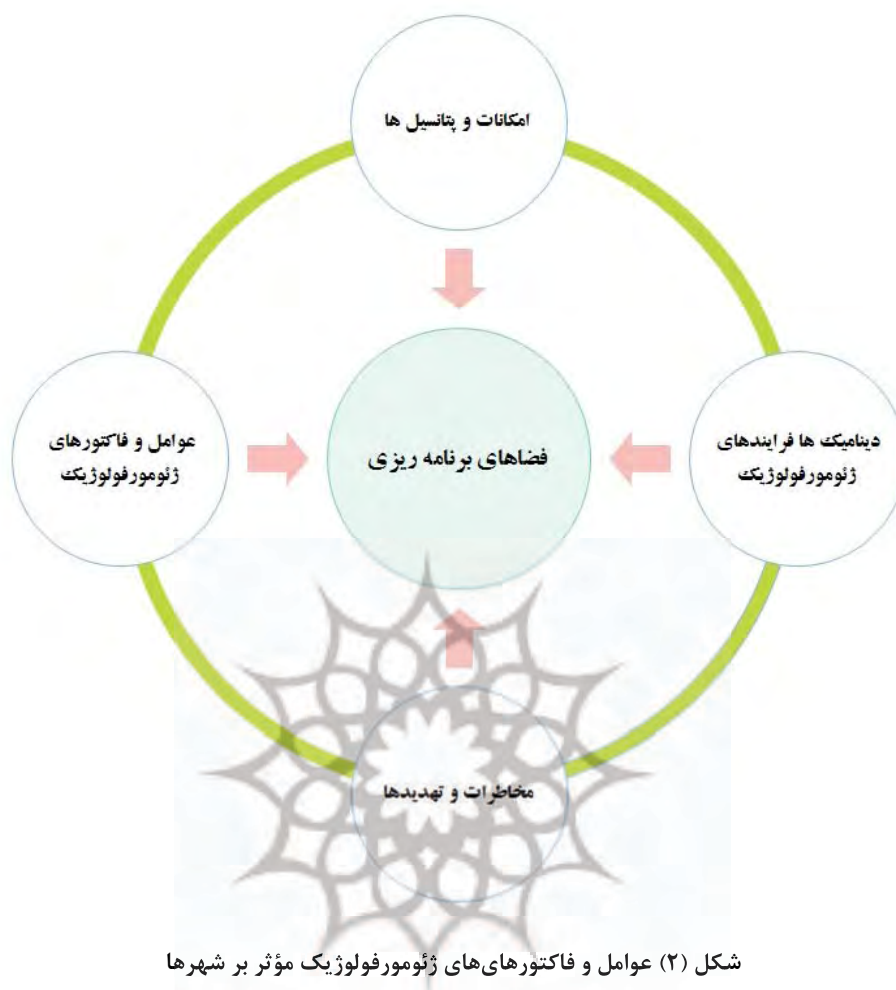 امکانات و پتانسیل ها
دینامیک ها فرایندهای
ژئومورفولوژیک
عوامل و فاکتورهای
ژئومورفولوژیک
فضاهای برنامه ریزی
مخاطرات و تهدیدها
شکل (۲) عوامل و فاکتورهای‌های ژئومورفولوژیک مؤثر بر شهرها